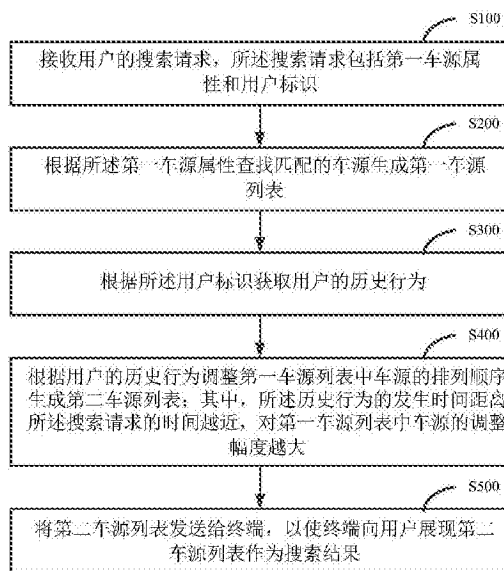 S100
接收用户的搜索请求，所述搜索请求包括第一车源属
性和用户标识
S200
根据所述第一车源属性查找匹配的车源生成第一车源
列表
S300
根据所述用户标识获取用户的历史行为
S400
根据用户的历史行为调整第一车源列表中车源的排列顺序
生成第二车源列表；其中，所述历史行为的发生时间距离
所述搜索请求的时间越近，对第一车源列表中车源的调整
幅度越大
S500
将第二车源列表发送给终端，以使终端向用户展现第二
车源列表作为搜索结果